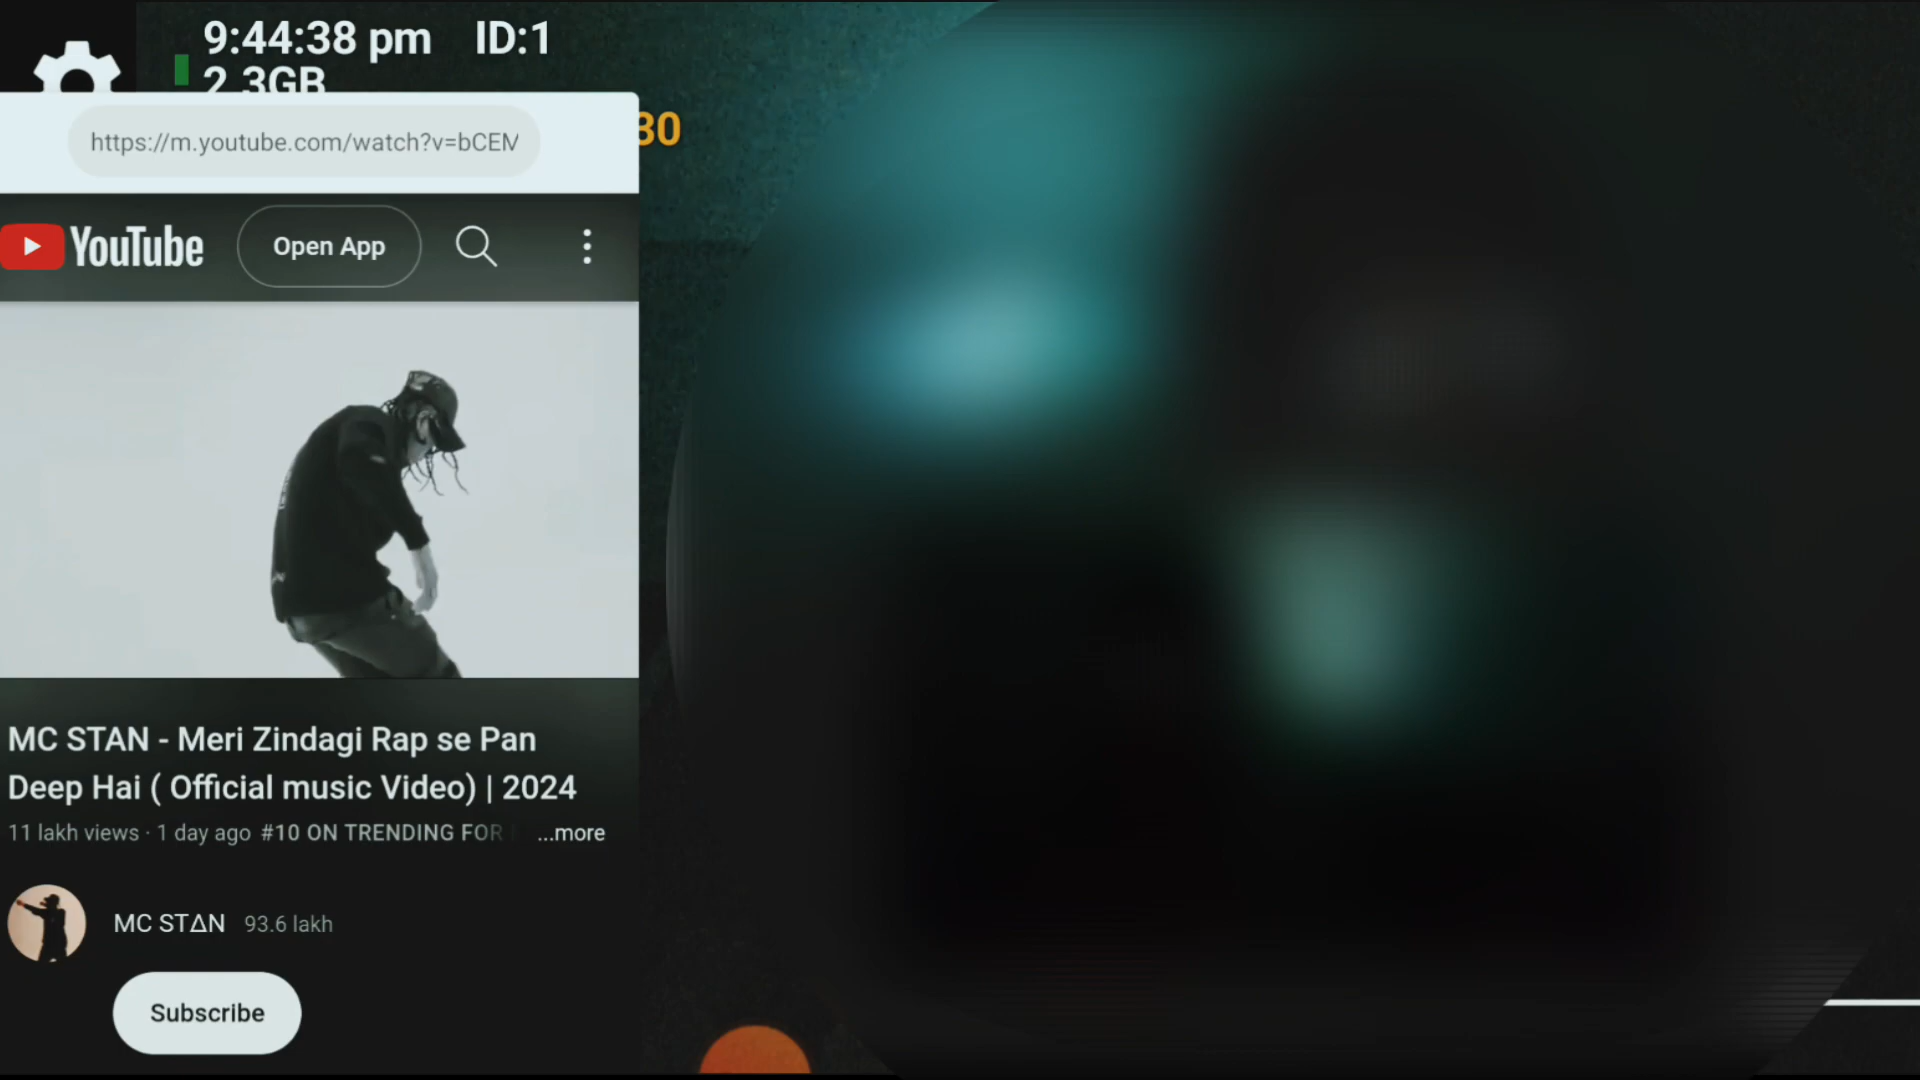 9:44:38 pm ID:1
2.3GB
30
https://m.youtube.com/watch?v=bCEM
YouTube
Open App
MC STAN - Meri Zindagi Rap se Pan
Deep Hai ( Official music Video) | 2024
11 lakh views · 1 day ago #10 ON TRENDING FOR ...more
MC STΔN 93.6 lakh
Subscribe